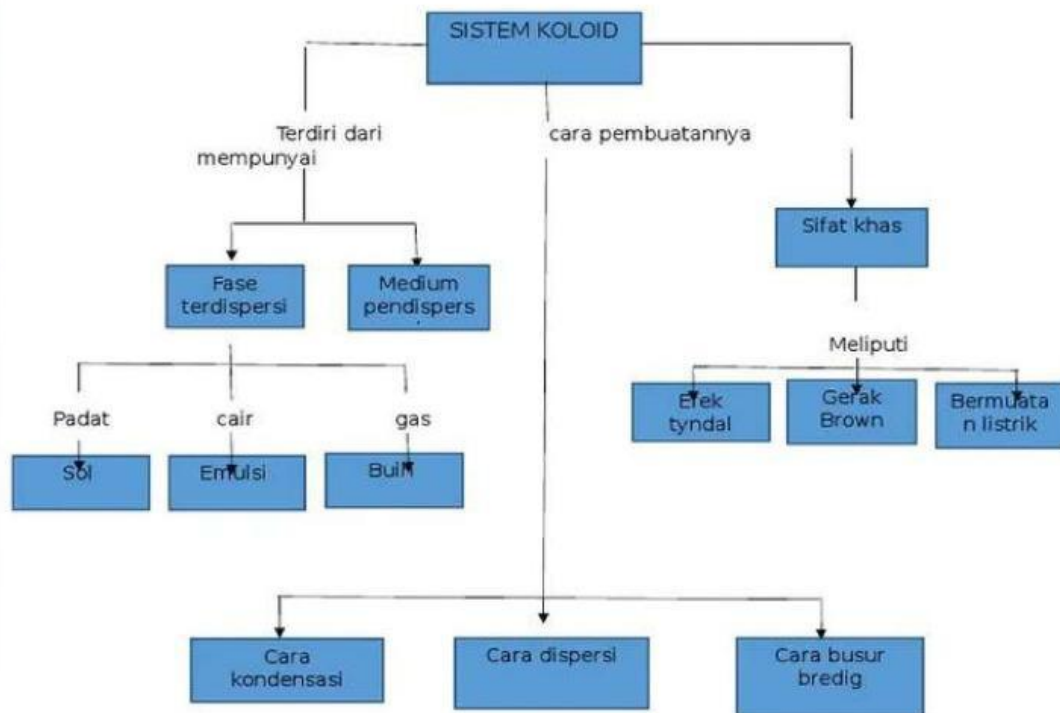 SISTEM KOLOID
Terdiri dari
mempunyai
cara pembuatannya
Sifat khas
Fase
terdispersi
Medium
pendispers
Meliputi
Efek
tyndal
Gerak
Brown
Bermuata
n listrik
Padat
cair
gas
Sol
Emulsi
Buih
Cara
kondensasi
Cara dispersi
Cara busur
bredig